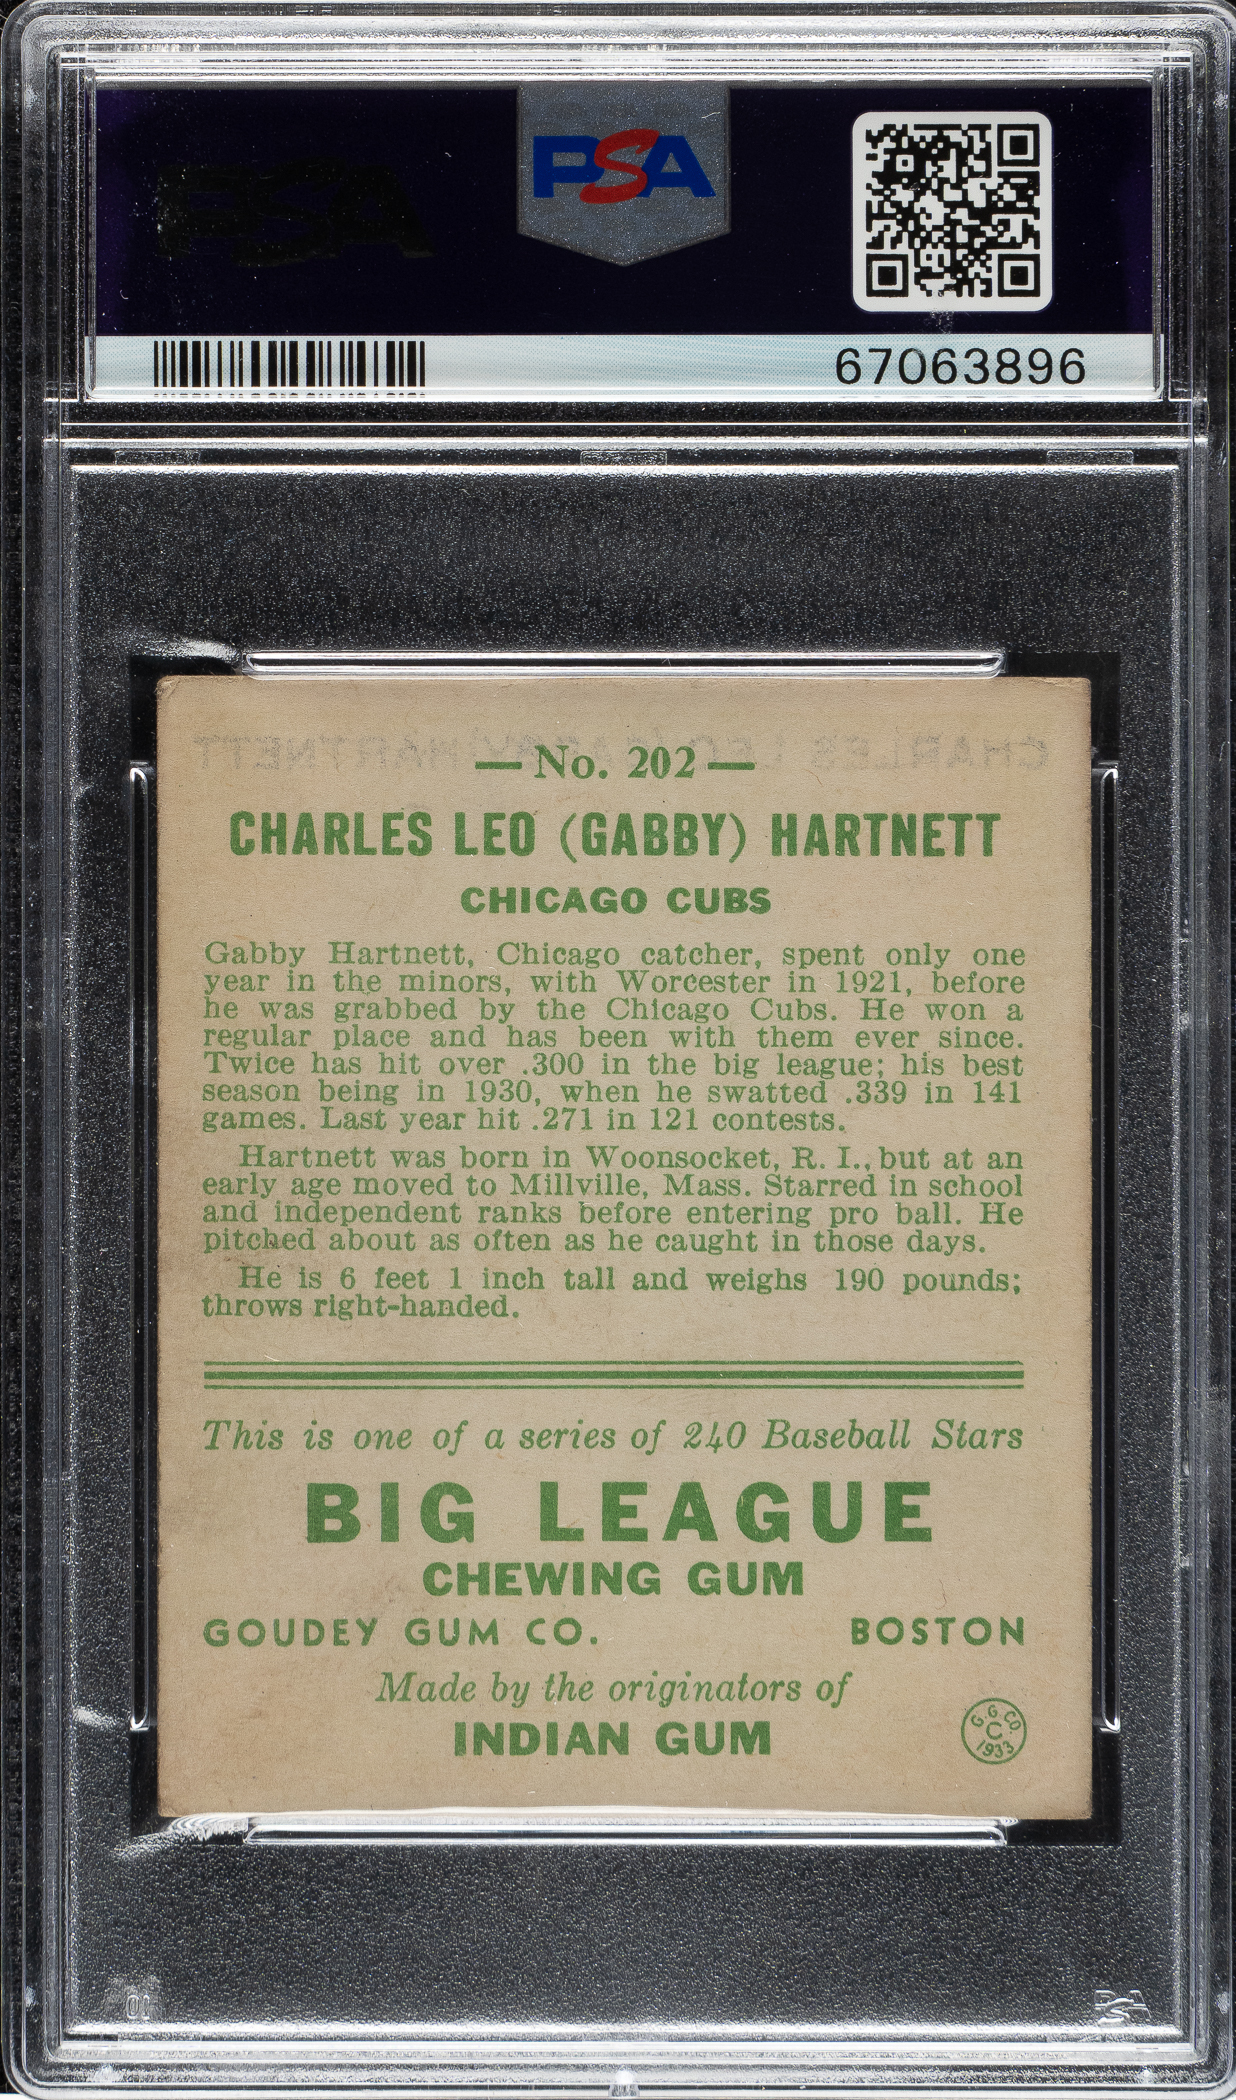 PSA
67063896
CHARLES LEO (GABBY) HARTNETT
— No. 202 —
CHARLES LEO (GABBY) HARTNETT
CHICAGO CUBS
Gabby Hartnett, Chicago catcher, spent only one
year in the minors, with Worcester in 1921, before
he was grabbed by the Chicago Cubs. He won a
regular place and has been with them ever since.
Twice has hit over .300 in the big league; his best
season being in 1930, when he swatted .339 in 141
games. Last year hit .271 in 121 contests.
Hartnett was born in Woonsocket, R. I., but at an
early age moved to Millville, Mass. Starred in school
and independent ranks before entering pro ball. He
pitched about as often as he caught in those days.
He is 6 feet 1 inch tall and weighs 190 pounds;
throws right-handed.
This is one of a series of 240 Baseball Stars
BIG LEAGUE
CHEWING GUM
GOUDEY GUM CO. BOSTON
Made by the originators of
INDIAN GUM
G. G. CO.
C
1933
PSA